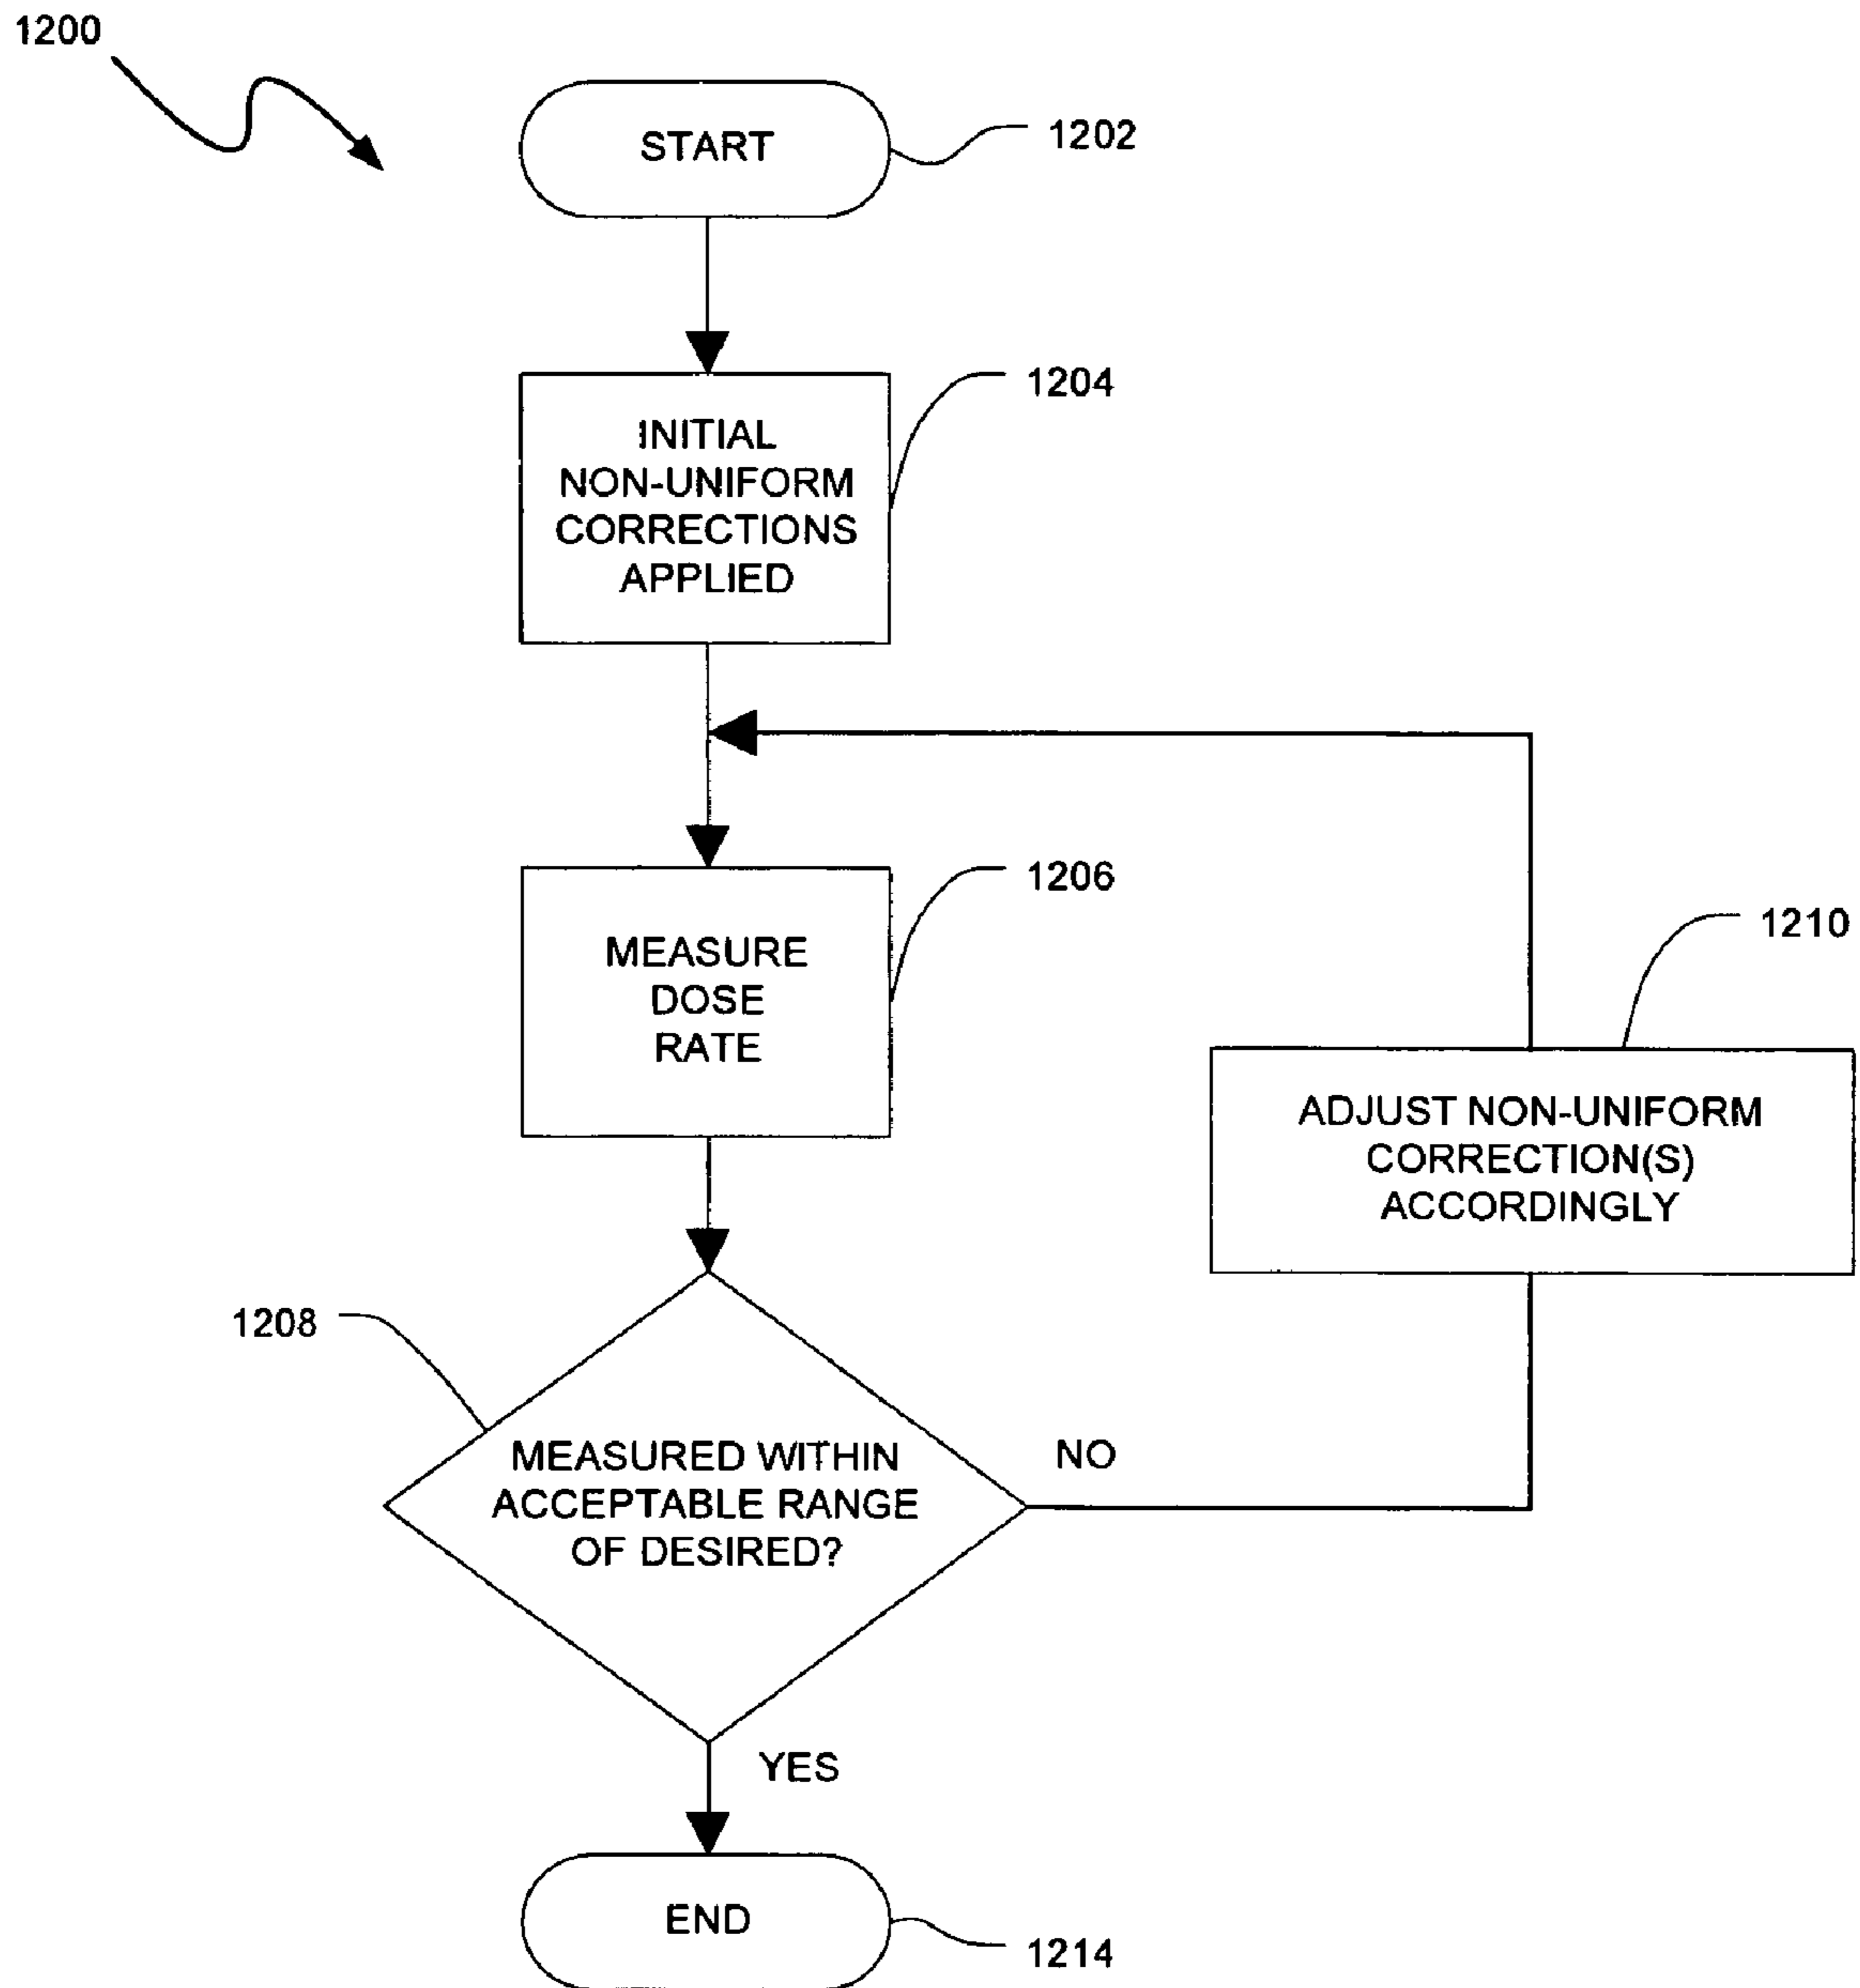 1200
START
1202
INITIAL
NON-UNIFORM
CORRECTIONS
APPLIED
1204
MEASURE
DOSE
RATE
1206
ADJUST NON-UNIFORM
CORRECTION(S)
ACCORDINGLY
1210
1208
MEASURED WITHIN
ACCEPTABLE RANGE
OF DESIRED?
NO
YES
END
1214